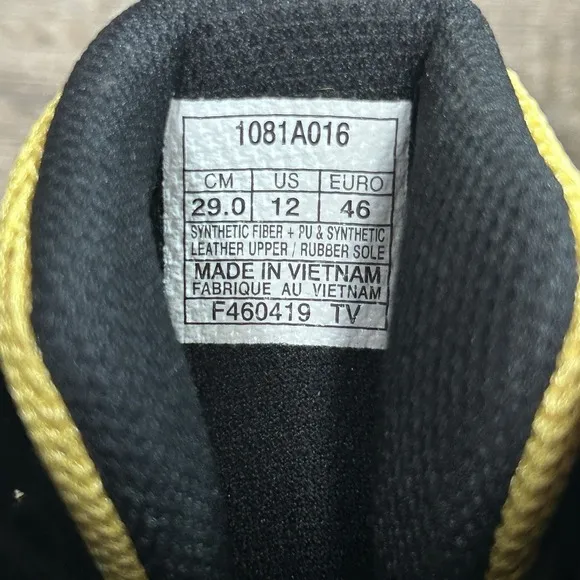 1081A016
CM US EURO
29.0 12 46
SYNTHETIC FIBER + PU & SYNTHETIC
LEATHER UPPER / RUBBER SOLE
MADE IN VIETNAM
FABRIQUE AU VIETNAM
F460419 TV